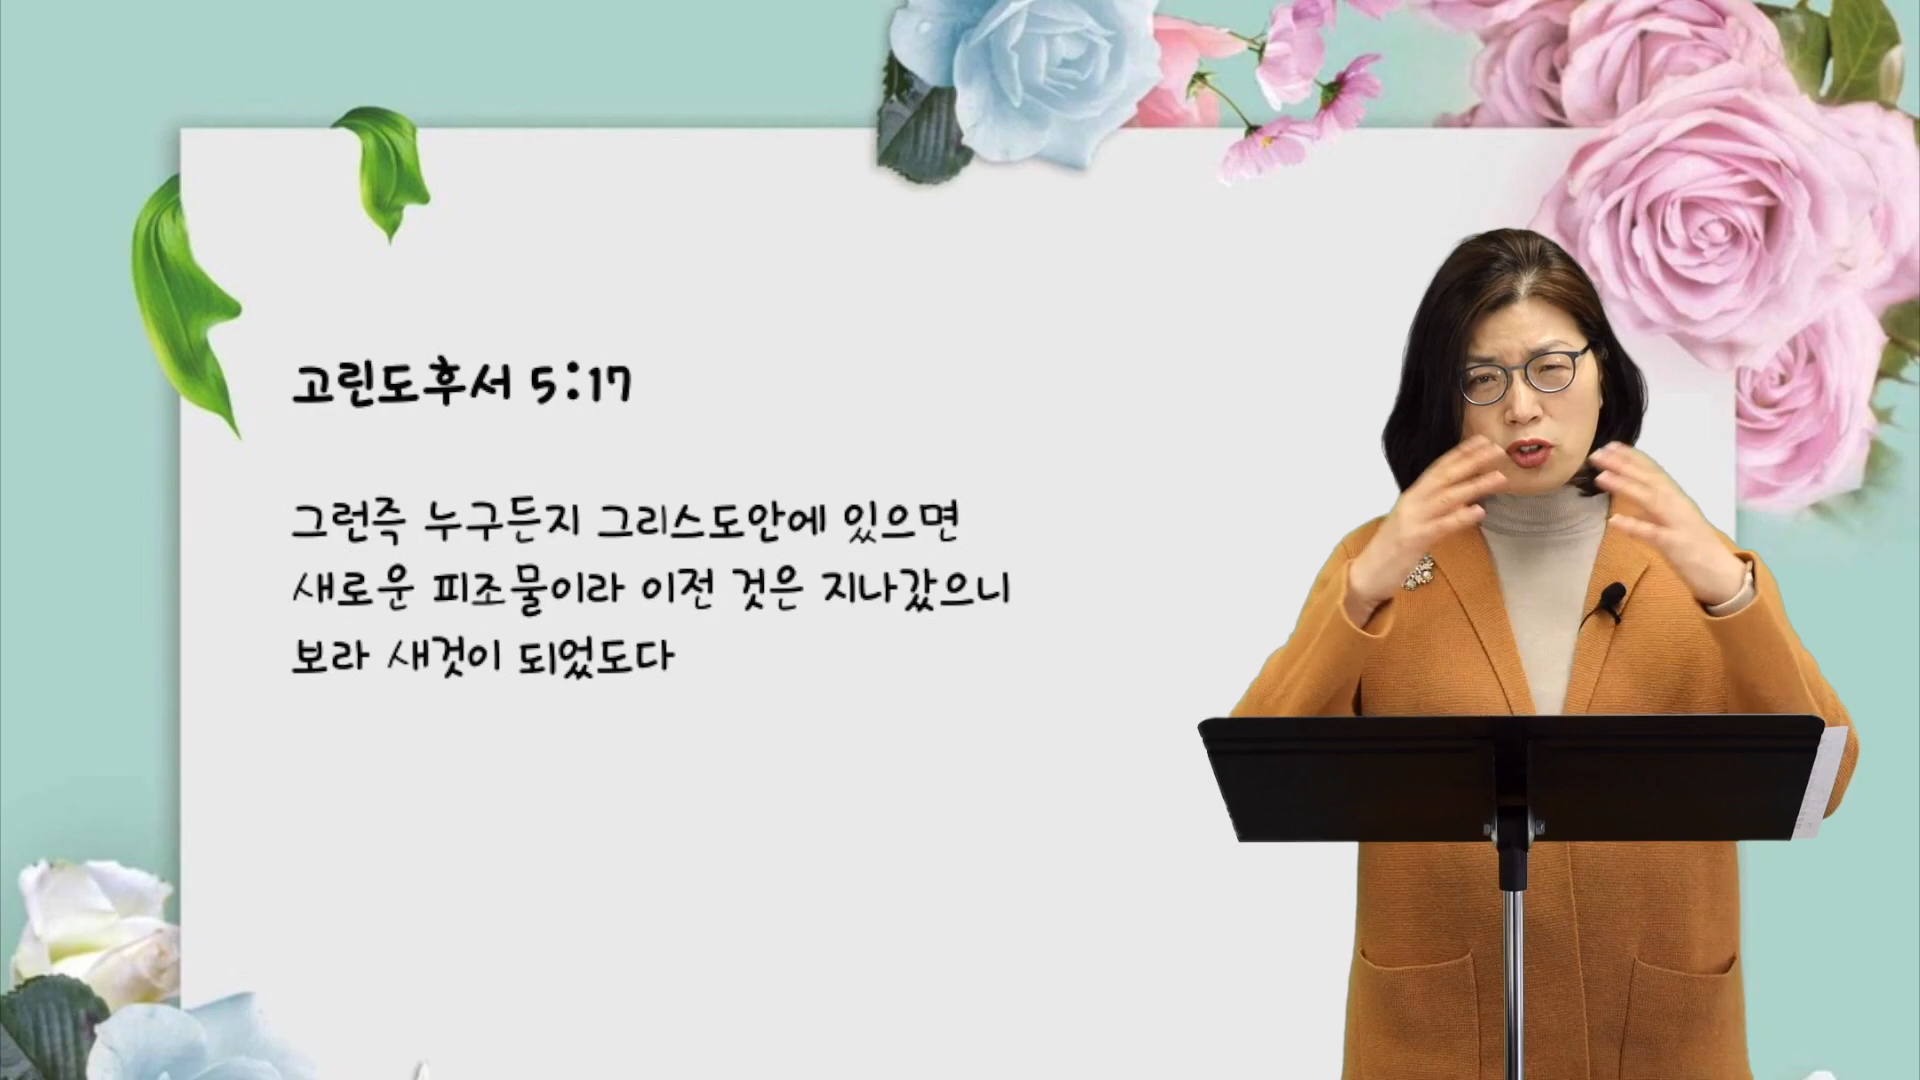 고린도후서 5:17
그런즉 누구든지 그리스도안에 있으면
새로운 피조물이라 이전 것은 지나갔으니
보라 새것이 되었도다